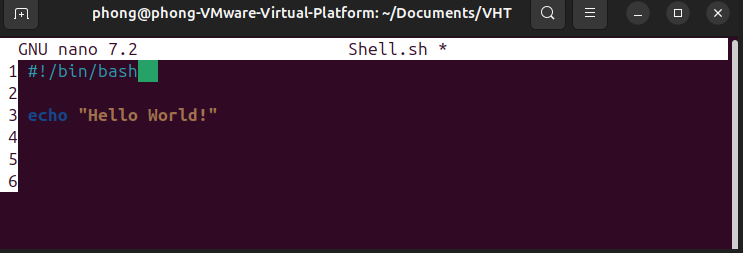 phong@phong-VMware-Virtual-Platform: ~/Documents/VHT
GNU nano 7.2 Shell.sh *
1 #!/bin/bash
2
3 echo "Hello World!"
4
5
6